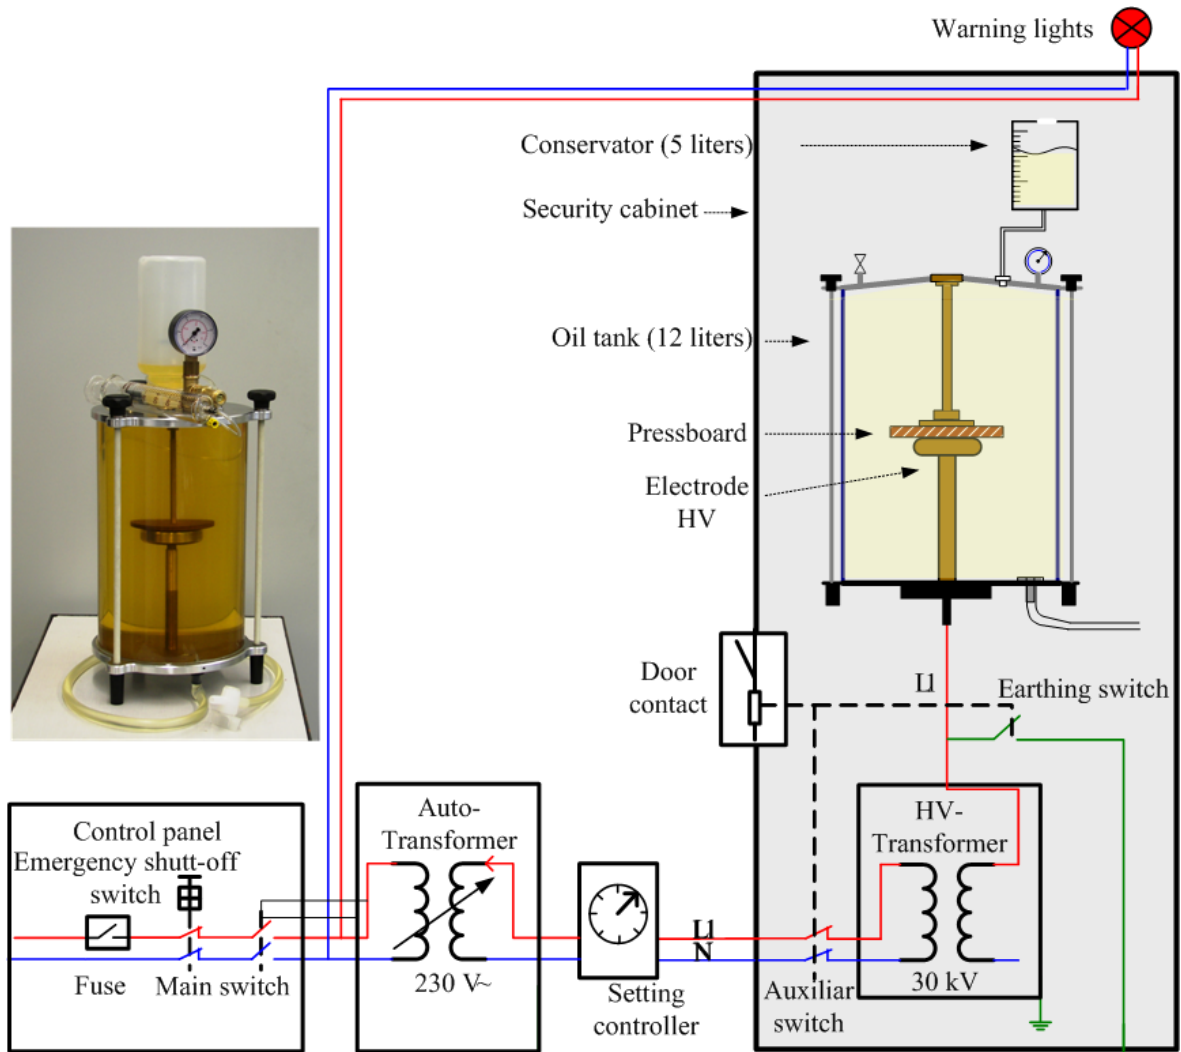 Warning lights
Conservator (5 liters)
Security cabinet
Oil tank (12 liters)
Pressboard
Electrode
HV
Door
contact
L1
Earthing switch
Control panel
Emergency shutt-off
switch
Fuse
Main switch
Auto-
Transformer
230 V~
Setting
controller
L1
N
Auxiliar
switch
HV-
Transformer
30 kV